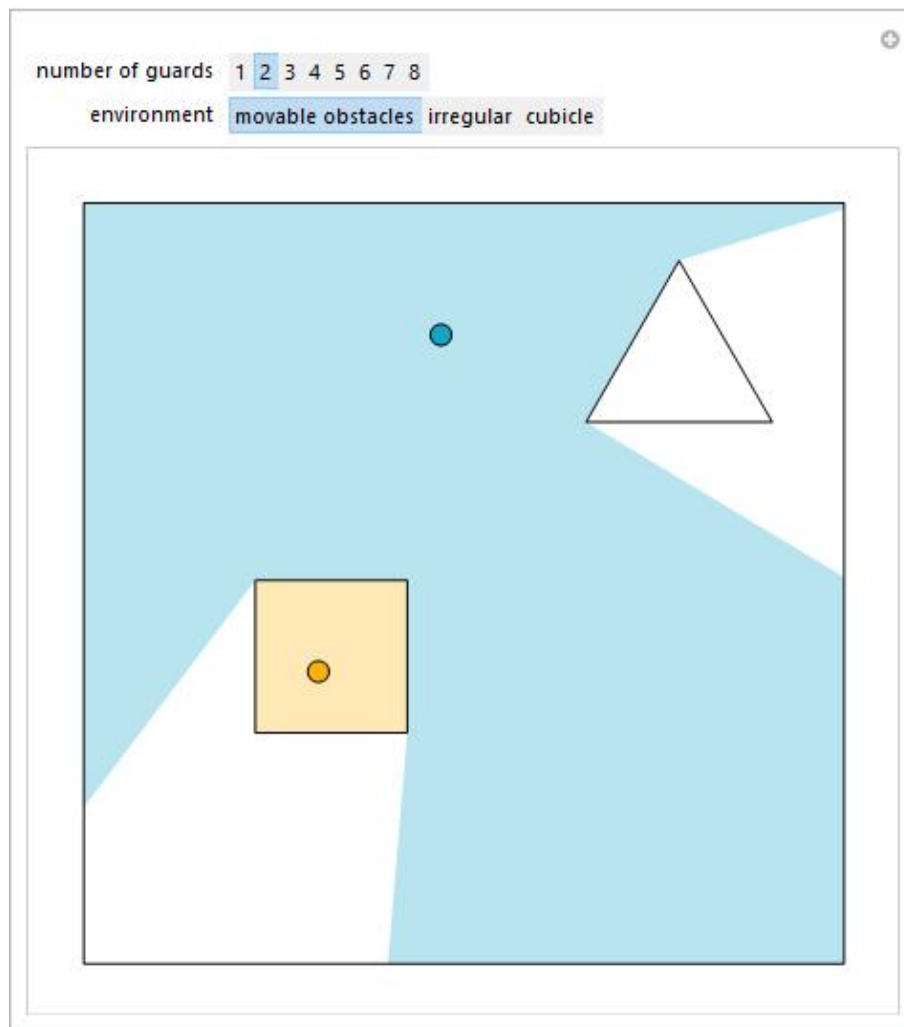 number of guards 1 2 3 4 5 6 7 8
environment movable obstacles irregular cubicle